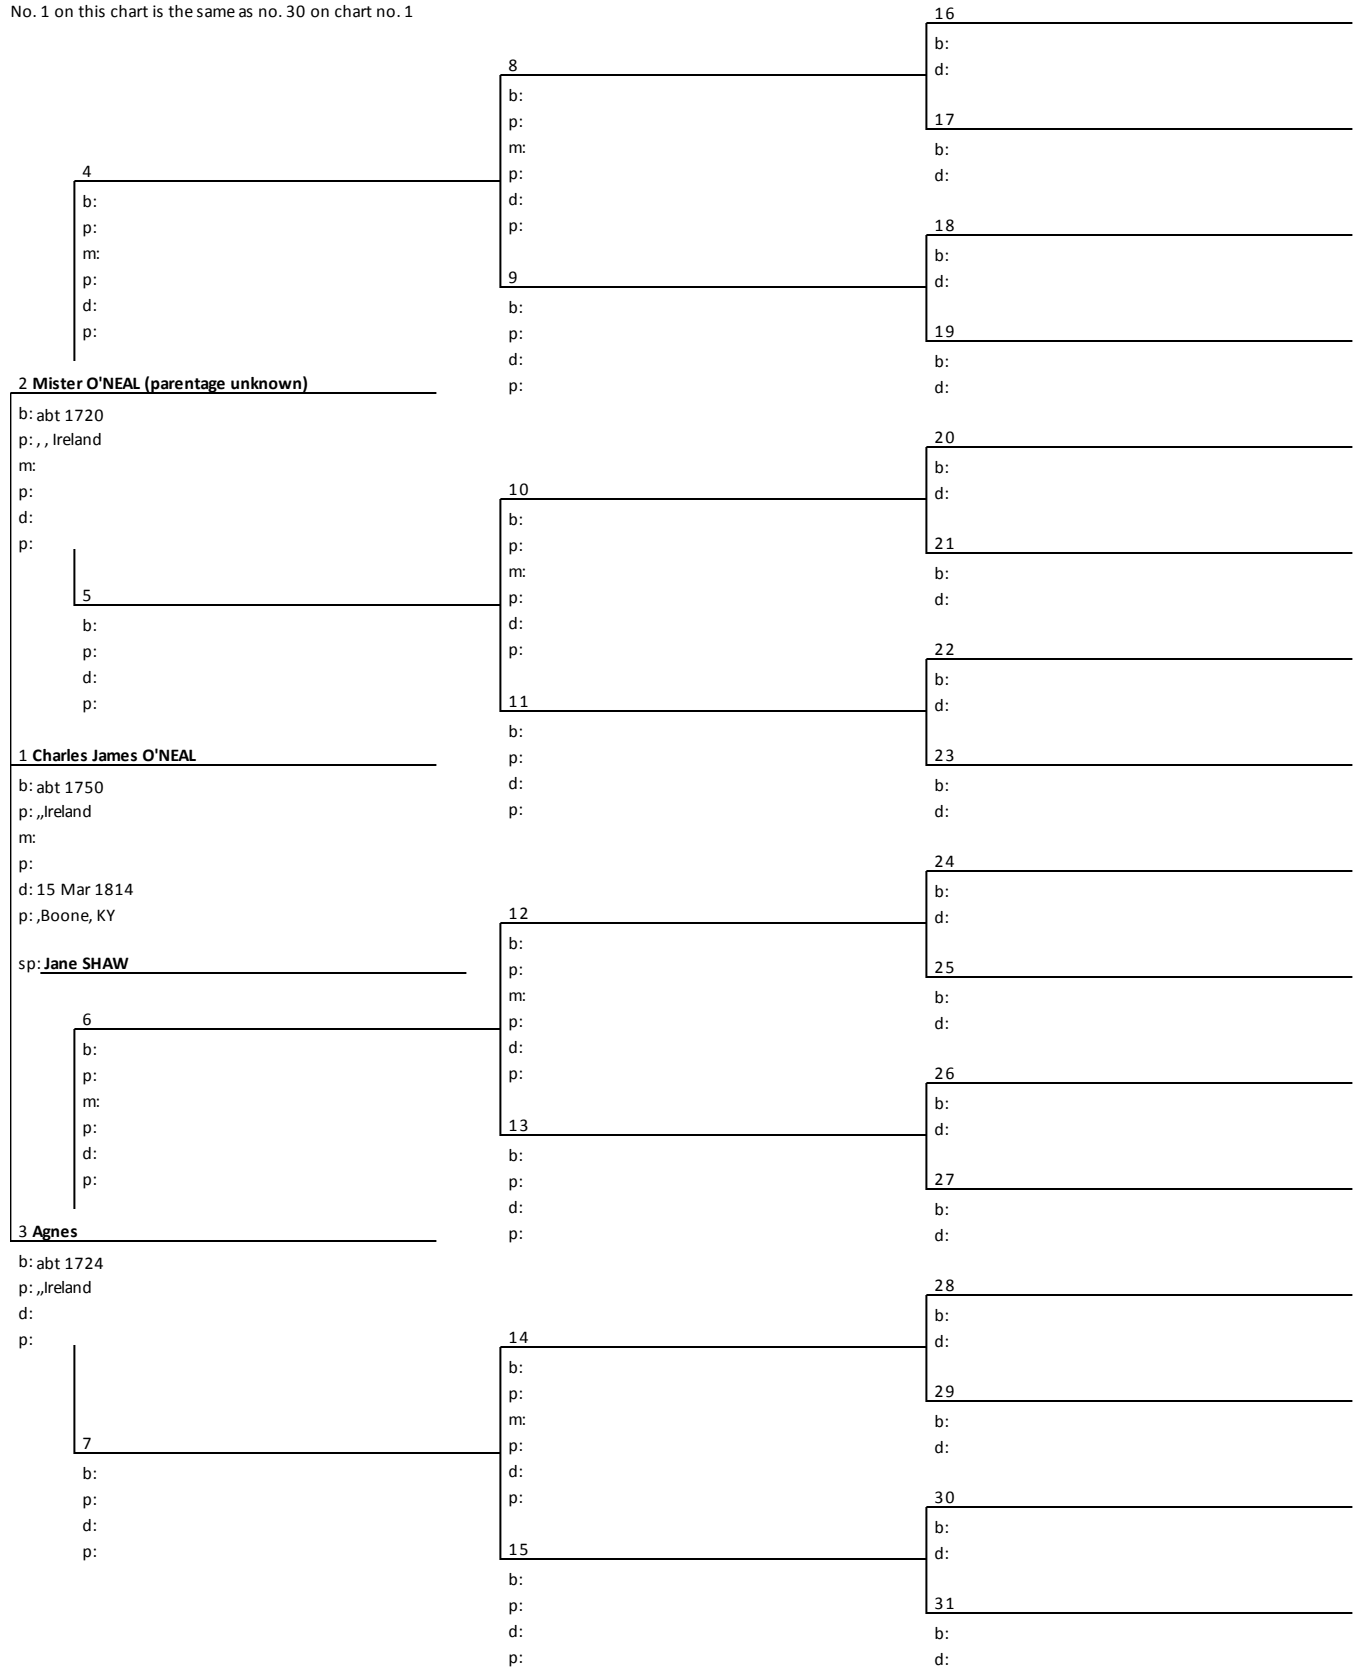 No. 1 on this chart is the same as no. 30 on chart no. 1
2 Mister O'NEAL (parentage unknown)
b: abt 1720
p: , , Ireland
m:
p:
d:
p:
1 Charles James O'NEAL
b: abt 1750
p: ,,Ireland
m:
p:
d: 15 Mar 1814
p: ,Boone, KY
sp: Jane SHAW
3 Agnes
b: abt 1724
p: ,,Ireland
d:
p:
4
b:
p:
m:
p:
d:
p:
5
b:
p:
d:
p:
6
b:
p:
m:
p:
d:
p:
7
b:
p:
d:
p:
8
b:
p:
m:
p:
d:
p:
9
b:
p:
d:
p:
10
b:
p:
m:
p:
d:
p:
11
b:
p:
d:
p:
12
b:
p:
m:
p:
d:
p:
13
b:
p:
d:
p:
14
b:
p:
m:
p:
d:
p:
15
b:
p:
d:
p:
16
b:
d:
17
b:
d:
18
b:
d:
19
b:
d:
20
b:
d:
21
b:
d:
22
b:
d:
23
b:
d:
24
b:
d:
25
b:
d:
26
b:
d:
27
b:
d:
28
b:
d:
29
b:
d:
30
b:
d:
31
b:
d: